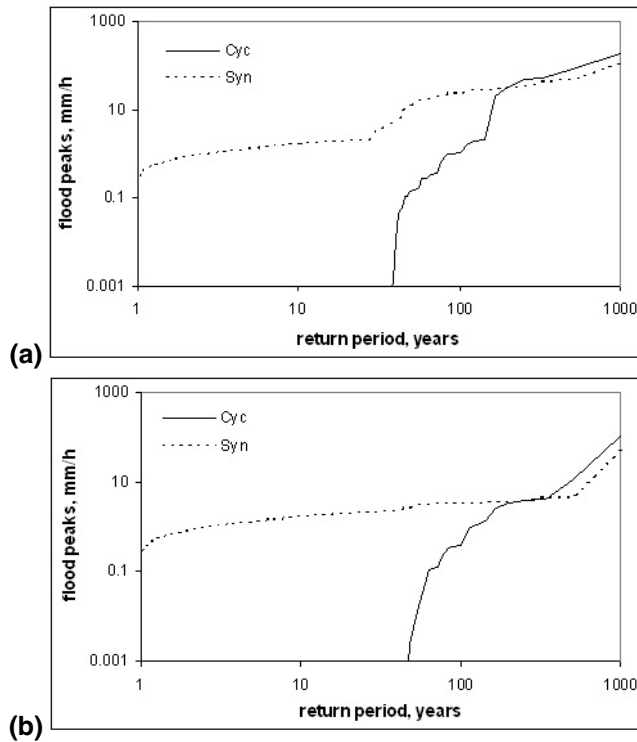 1000
Cyc
Syn
10
0.1
0.001
flood peaks, mm/h
1
10
100
1000
return period, years
(a)
1000
Cyc
Syn
10
0.1
0.001
flood peaks, mm/h
1
10
100
1000
return period, years
(b)